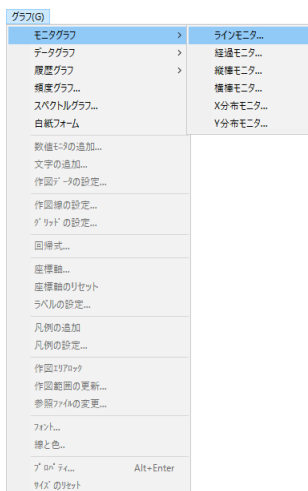 グラフ(G)
モニタグラフ >
データグラフ >
履歴グラフ >
頻度グラフ...
スペクトルグラフ...
白紙フォーム
数値ﾓﾆﾀの追加...
文字の追加...
作図ﾃﾞｰﾀの設定...
作図線の設定...
ｸﾞﾘｯﾄﾞの設定...
回帰式...
座標軸...
座標軸のリセット
ラベルの設定...
凡例の追加
凡例の設定...
作図ｴﾘｱﾛｯｸ
作図範囲の更新...
参照ﾌｧｲﾙの変更...
ﾌｫﾝﾄ...
線と色..
ﾌﾟﾛﾊﾟﾃｨ... Alt+Enter
ｻｲｽﾞのﾘｾｯﾄ
ラインモニタ...
経過モニタ...
縦棒モニタ...
横棒モニタ...
X分布モニタ...
Y分布モニタ...